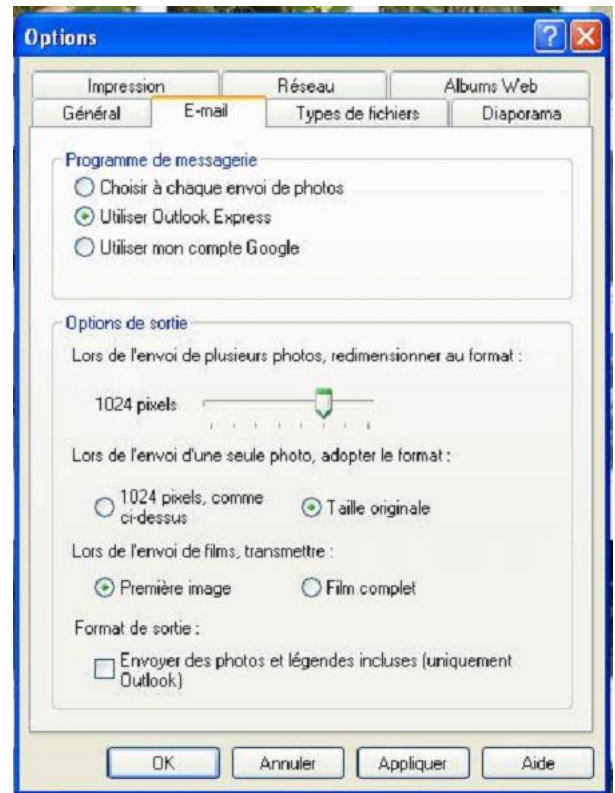 Options
Impression Réseau Albums Web
Général E-mail Types de fichiers Diaporama
Programme de messagerie
Choisir à chaque envoi de photos
Utiliser Outlook Express
Utiliser mon compte Google
Options de sortie
Lors de l'envoi de plusieurs photos, redimensionner au format :
1024 pixels
Lors de l'envoi d'une seule photo, adopter le format :
1024 pixels, comme
ci-dessus
Taille originale
Lors de l'envoi de films, transmettre :
Première image Film complet
Format de sortie :
Envoyer des photos et légendes incluses (uniquement
Outlook)
OK Annuler Appliquer Aide